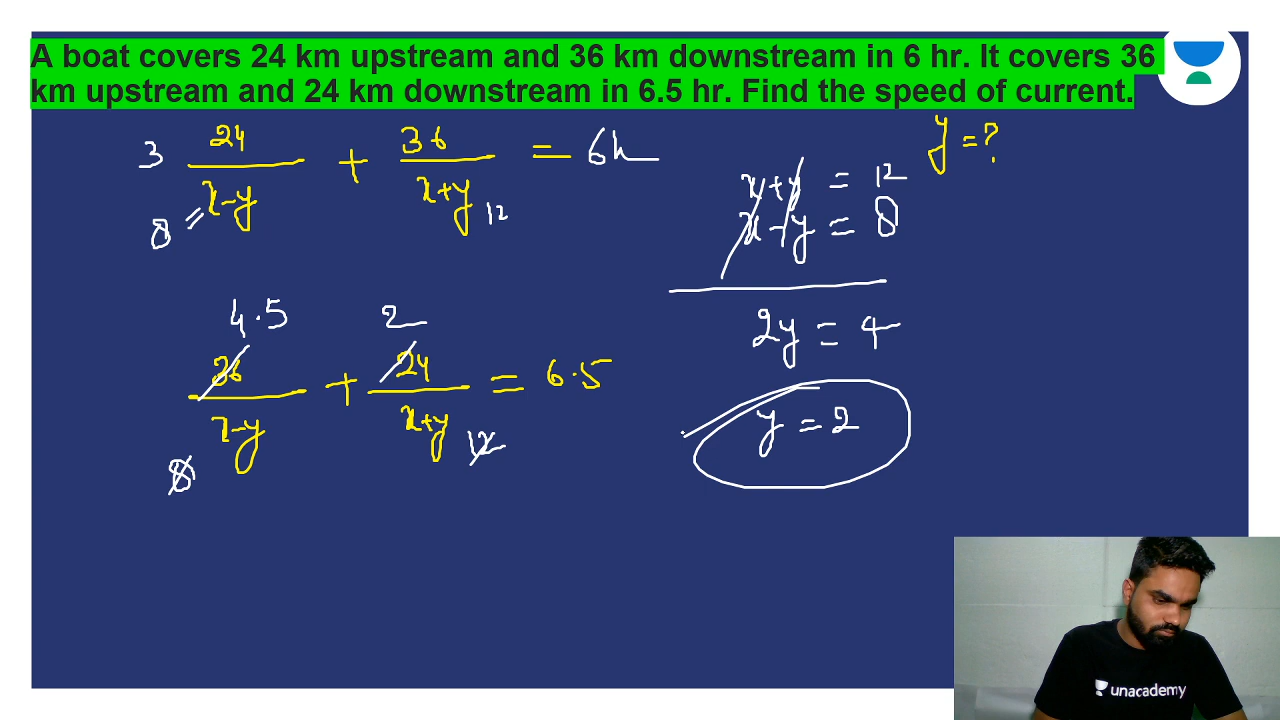 A boat covers 24 km upstream and 36 km downstream in 6 hr. It covers 36
km upstream and 24 km downstream in 6.5 hr. Find the speed of current.
y = ?
3 24/x-y + 36/x+y = 6h
8 = 12
x+y = 12
x-y = 8
2y = 4
y = 2
4.5 2
36/x-y + 24/x+y = 6.5
8 12
unacademy